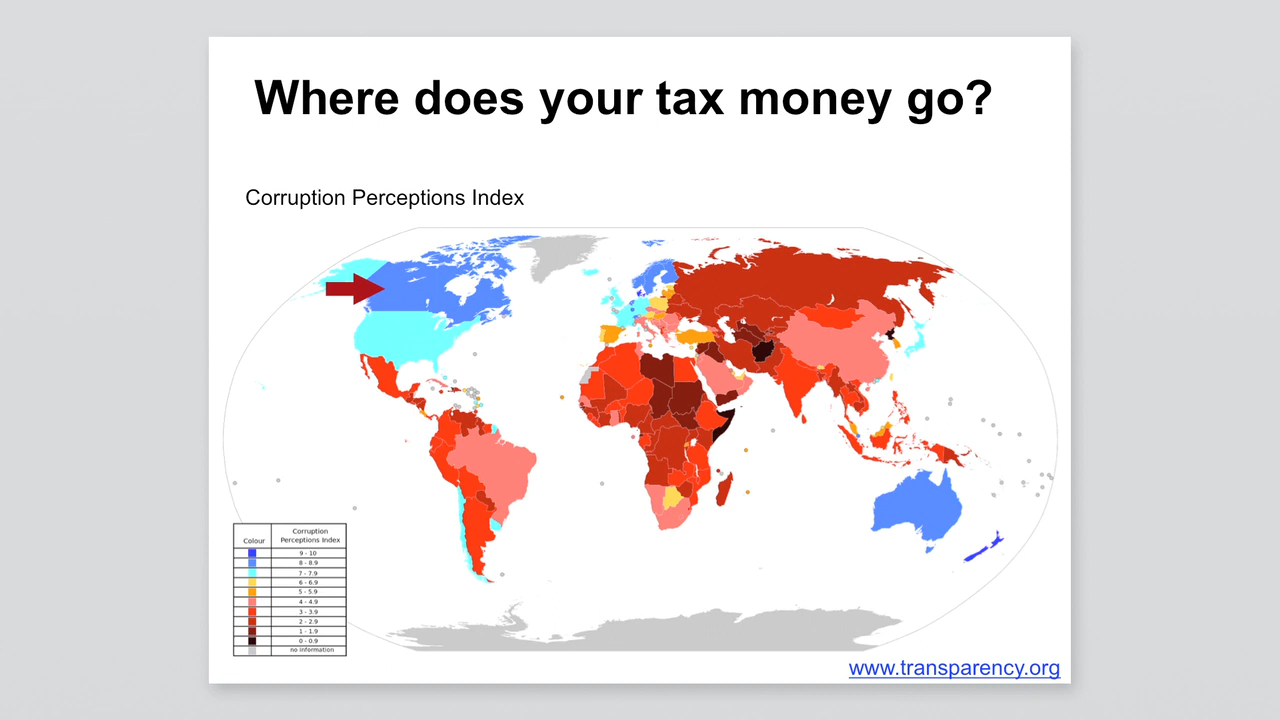 Where does your tax money go?
Corruption Perceptions Index
Colour
Corruption
Perceptions Index
9 - 10
8 - 8.9
7 - 7.9
6 - 6.9
5 - 5.9
4 - 4.9
3 - 3.9
2 - 2.9
1 - 1.9
0 - 0.9
no information
www.transparency.org